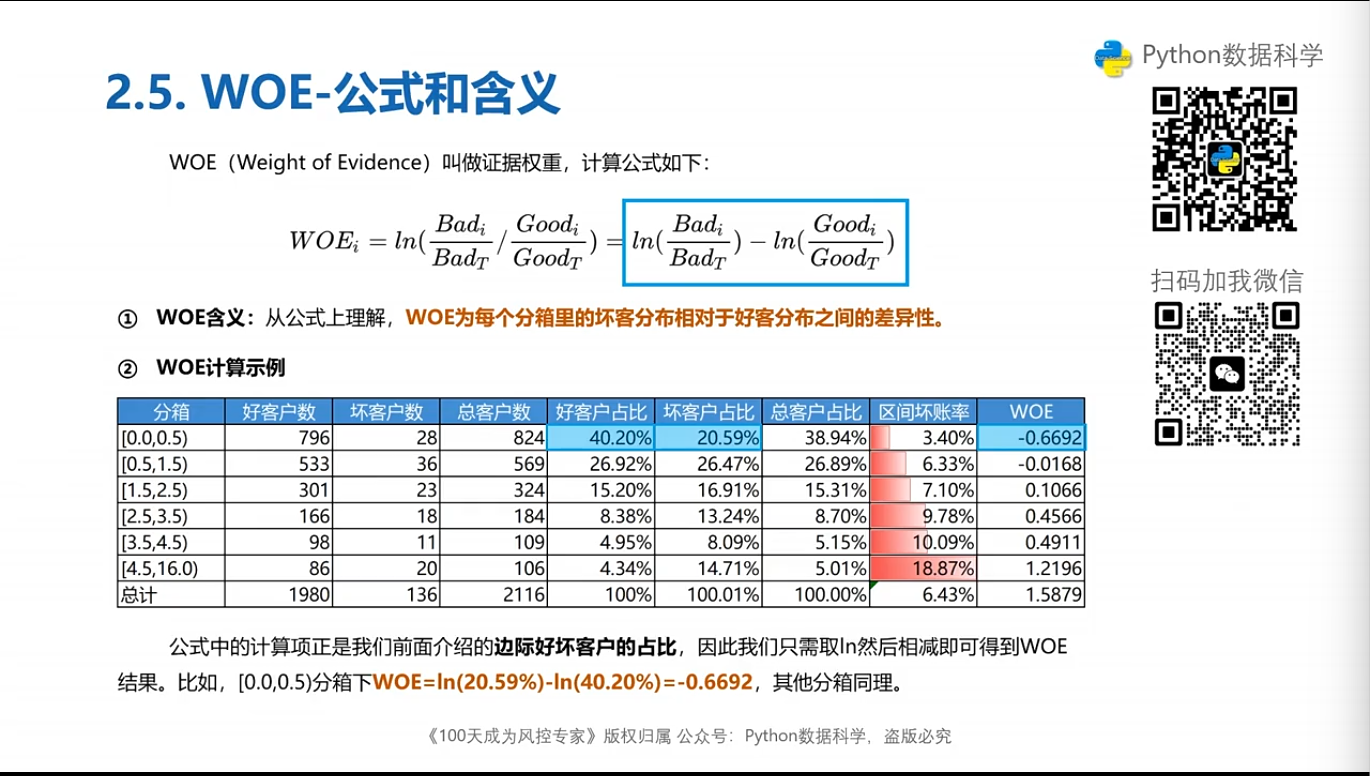 Python数据科学
2.5. WOE-公式和含义
WOE（Weight of Evidence）叫做证据权重，计算公式如下：
WOE_i = ln(Bad_i/Bad_T / Good_i/Good_T) = ln(Bad_i/Bad_T) − ln(Good_i/Good_T)
扫码加我微信
① WOE含义：从公式上理解，WOE为每个分箱里的坏客分布相对于好客分布之间的差异性。
② WOE计算示例
分箱 好客户数 坏客户数 总客户数 好客户占比 坏客户占比 总客户占比 区间坏账率 WOE
[0.0,0.5) 796 28 824 40.20% 20.59% 38.94% 3.40% -0.6692
[0.5,1.5) 533 36 569 26.92% 26.47% 26.89% 6.33% -0.0168
[1.5,2.5) 301 23 324 15.20% 16.91% 15.31% 7.10% 0.1066
[2.5,3.5) 166 18 184 8.38% 13.24% 8.70% 9.78% 0.4566
[3.5,4.5) 98 11 109 4.95% 8.09% 5.15% 10.09% 0.4911
[4.5,16.0) 86 20 106 4.34% 14.71% 5.01% 18.87% 1.2196
总计 1980 136 2116 100% 100.01% 100.00% 6.43% 1.5879
公式中的计算项正是我们前面介绍的边际好坏客户的占比，因此我们只需取ln然后相减即可得到WOE
结果。比如，[0.0,0.5)分箱下WOE=ln(20.59%)-ln(40.20%)=-0.6692，其他分箱同理。
《100天成为风控专家》版权归属 公众号：Python数据科学，盗版必究